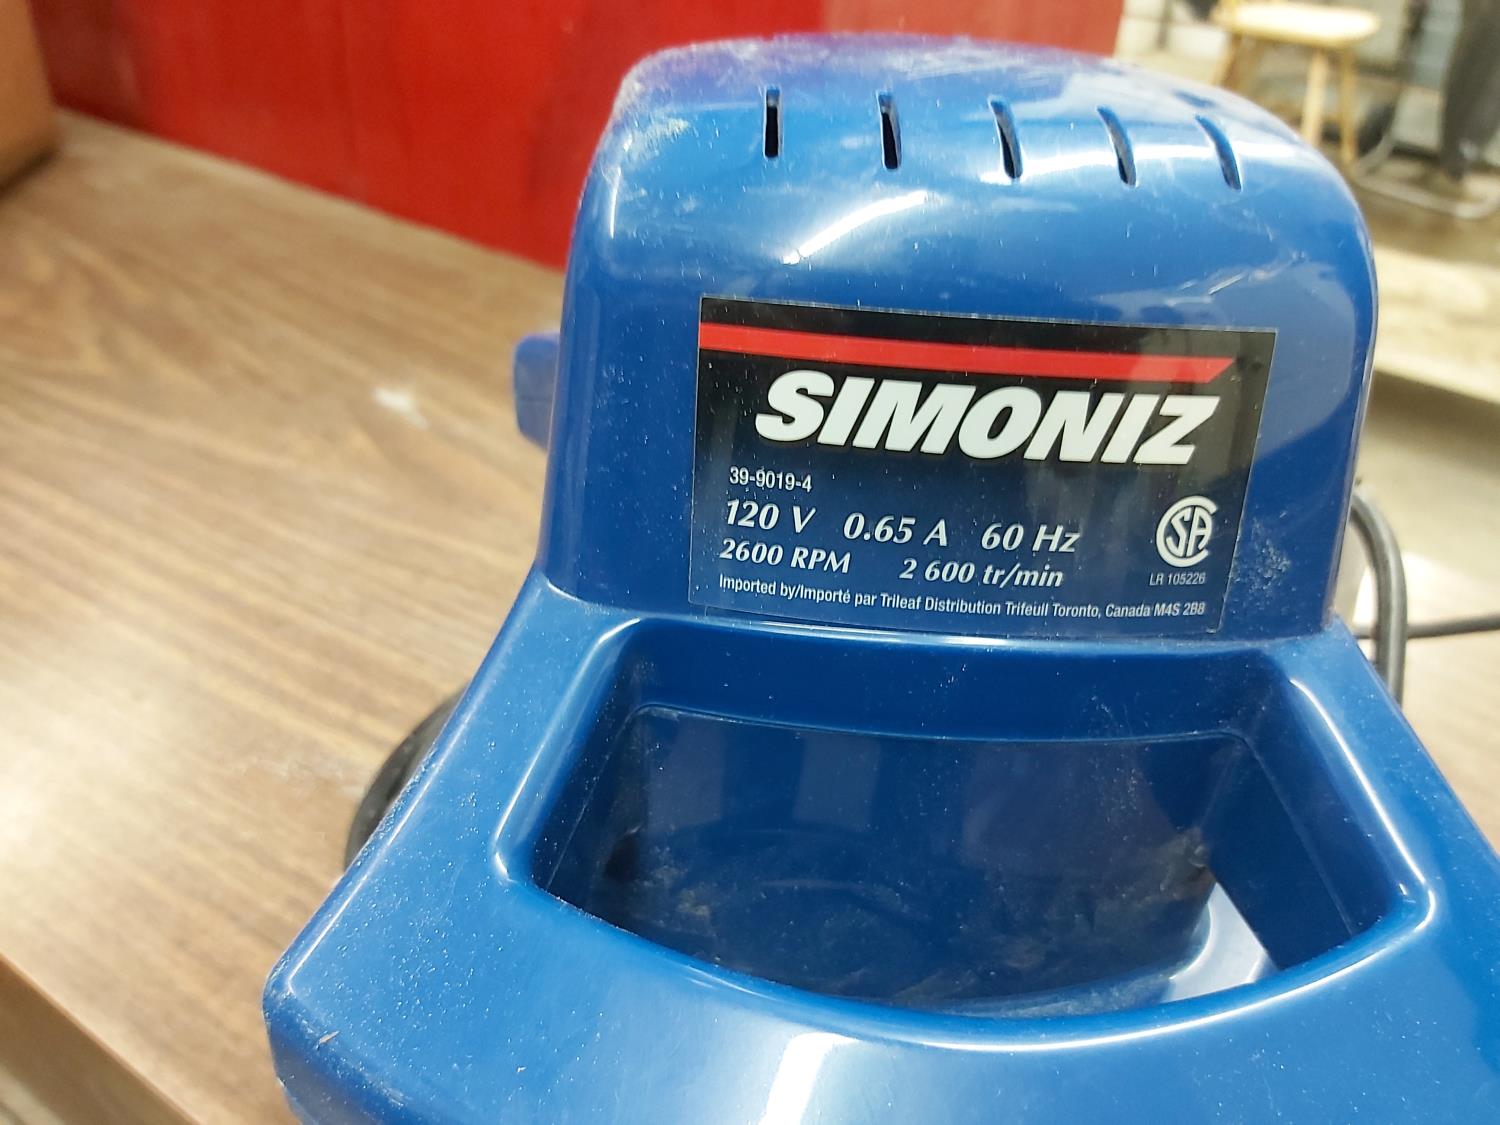 SIMONIZ
39-9019-4
120 V 0.65 A 60 Hz
2600 RPM 2 600 tr/min
CSA
LR 105226
Imported by/Importé par Trileaf Distribution Trifeuil Toronto, Canada M4S 2B8